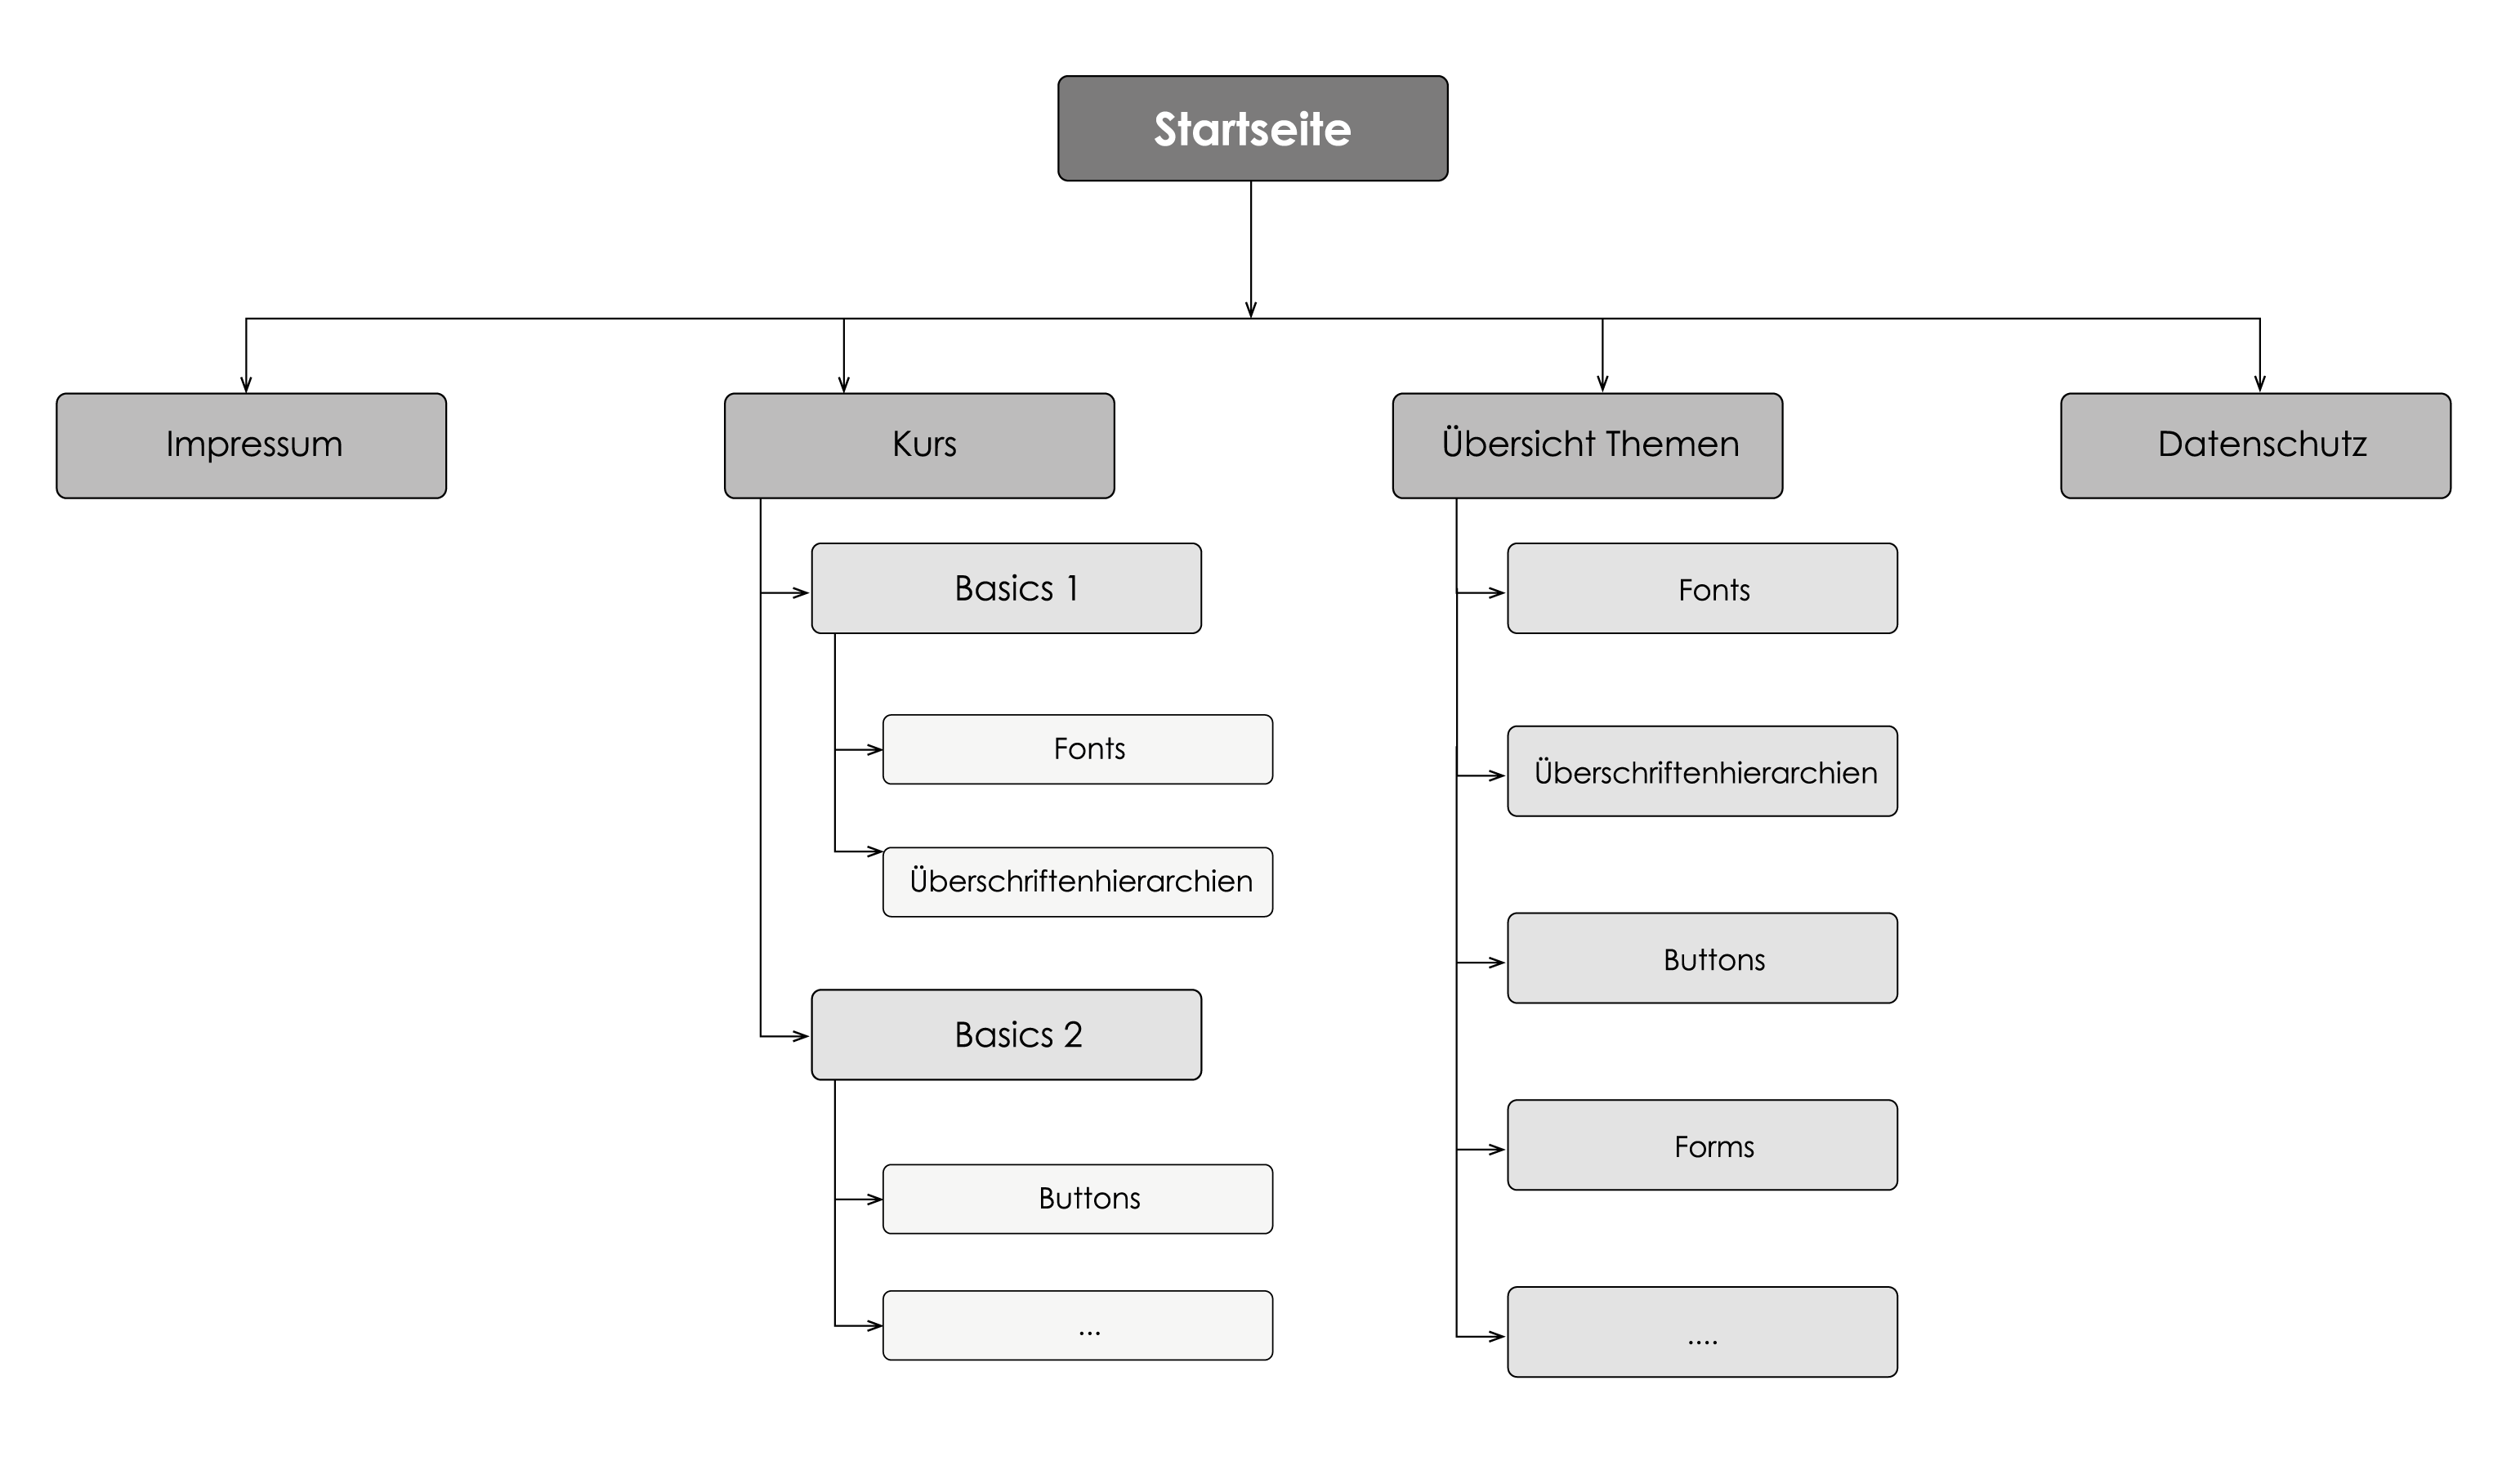 Startseite
Impressum
Kurs
Übersicht Themen
Datenschutz
Basics 1
Fonts
Überschriftenhierarchien
Basics 2
Buttons
...
Fonts
Überschriftenhierarchien
Buttons
Forms
....